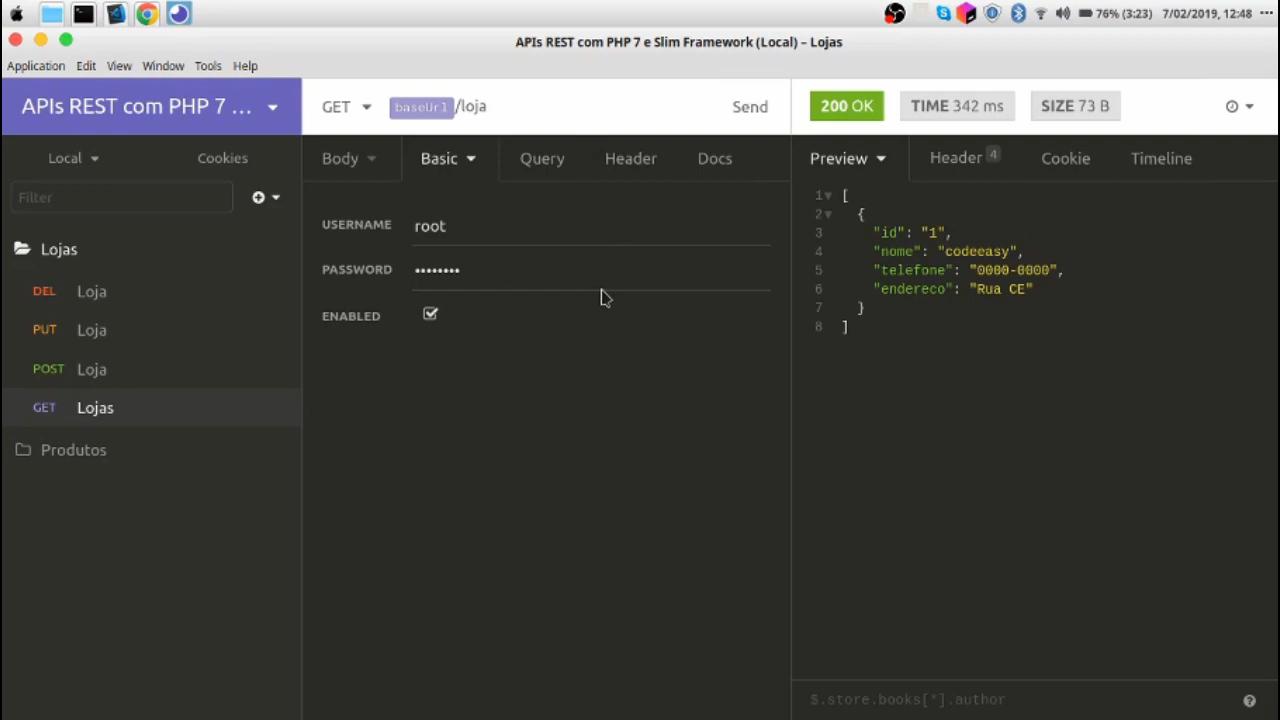 76% (3:23) 7/02/2019, 12:48
APIs REST com PHP 7 e Slim Framework (Local) – Lojas
Application Edit View Window Tools Help
APIs REST com PHP 7 ...
GET baseUrl/loja Send
200 OK TIME 342 ms SIZE 73 B
Local Cookies
Body Basic Query Header Docs
Preview Header 4 Cookie Timeline
Filter
Lojas
DEL Loja
PUT Loja
POST Loja
GET Lojas
Produtos
USERNAME root
PASSWORD ••••••••
ENABLED
1 [
2 {
3 "id": "1",
4 "nome": "codeeasy",
5 "telefone": "0000-0000",
6 "endereco": "Rua CE"
7 }
8 ]
$.store.books[*].author